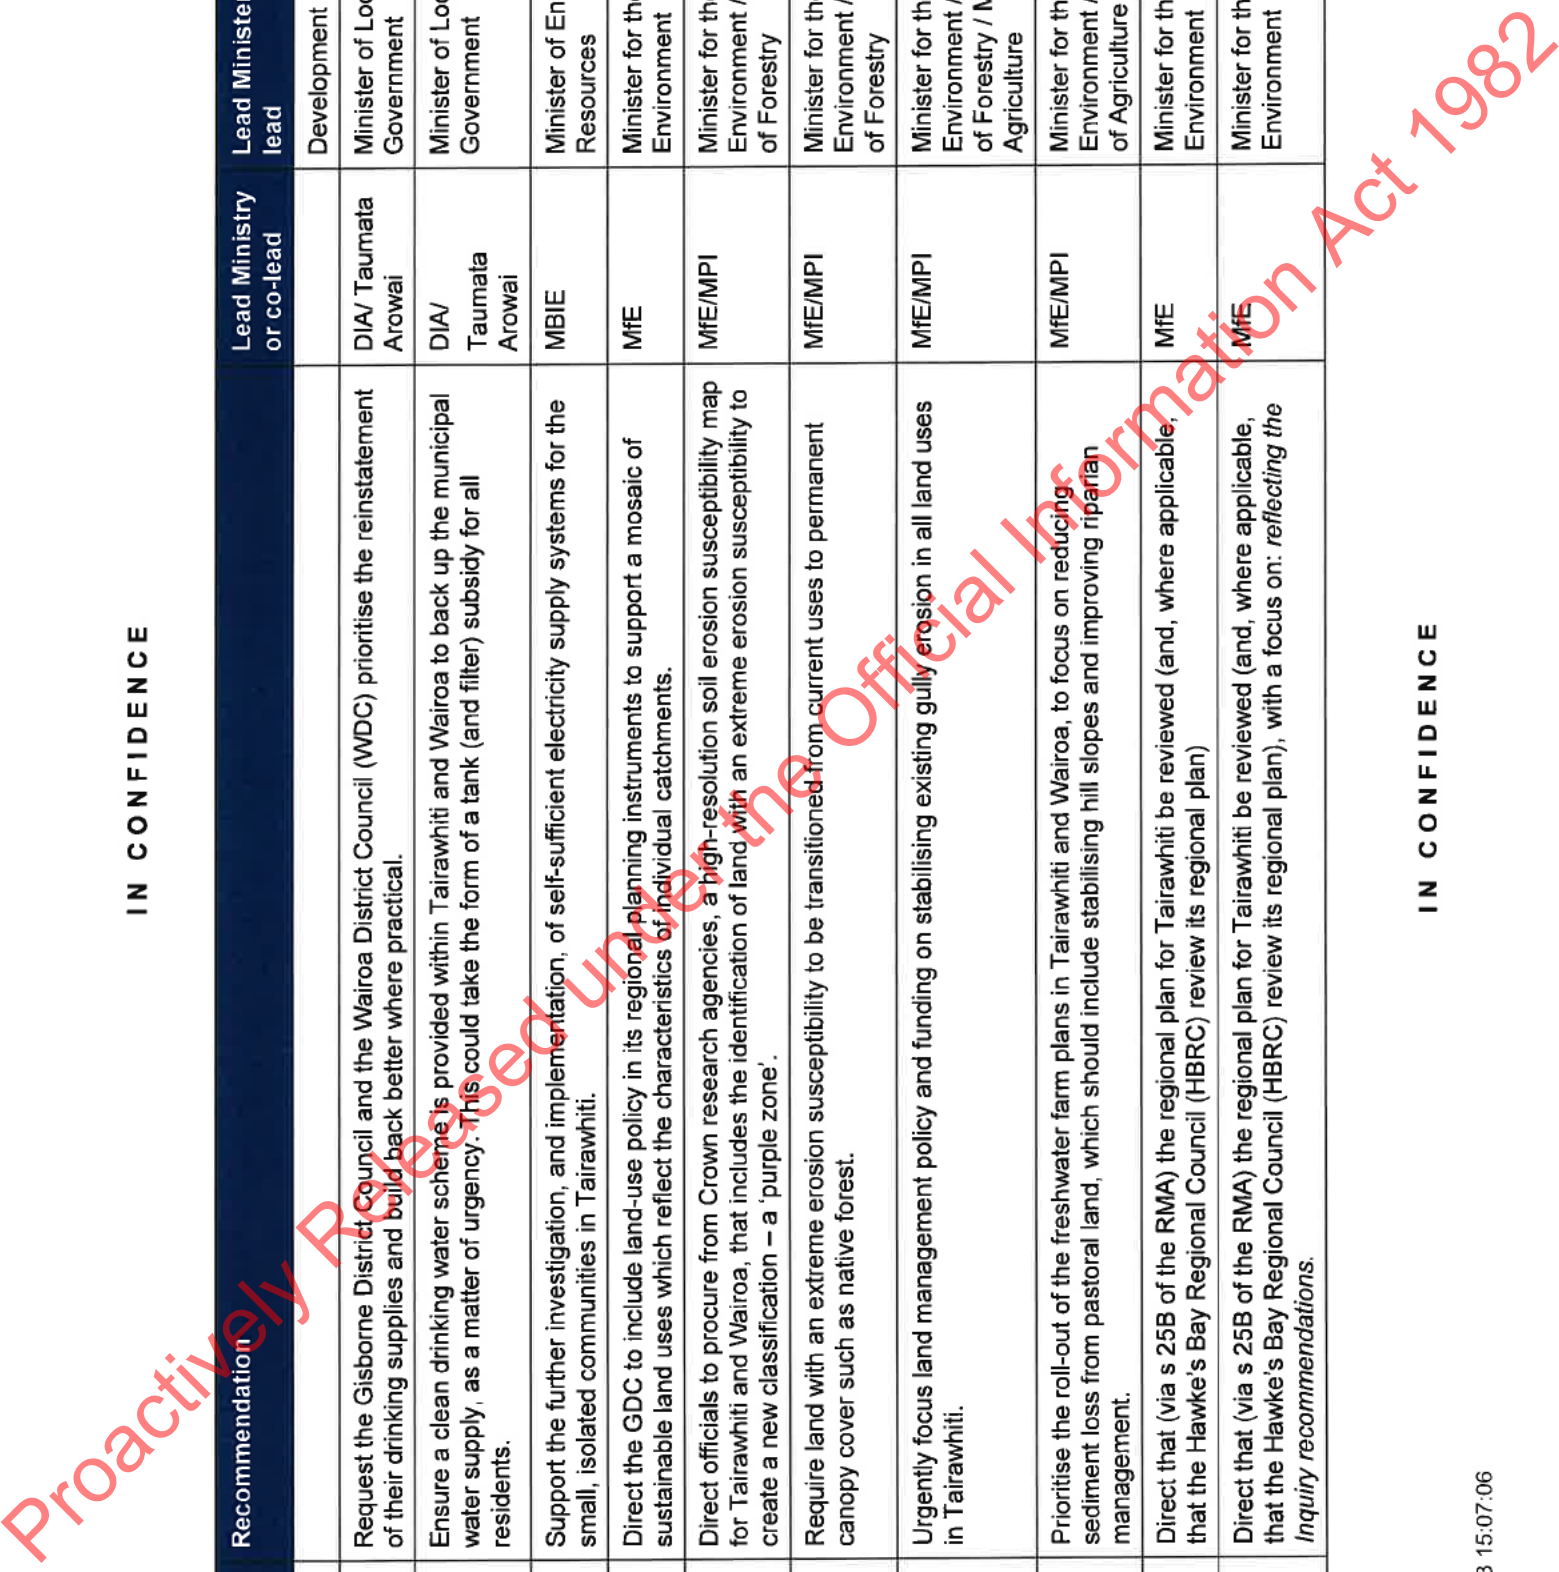 IN CONFIDENCE
Recommendation
Lead Ministry
or co-lead
Lead Minister
lead
Development
Request the Gisborne District Council and the Wairoa District Council (WDC) prioritise the reinstatement
of their drinking supplies and build back better where practical.
DIA/ Taumata
Arowai
Minister of
Government
Ensure a clean drinking water scheme is provided within Tairawhiti and Wairoa to back up the municipal
water supply, as a matter of urgency. This could take the form of a tank (and filter) subsidy for all
residents.
DIA/
Taumata
Arowai
Minister of
Government
Support the further investigation, and implementation, of self-sufficient electricity supply systems for the
small, isolated communities in Tairawhiti.
MBIE
Minister of
Resources
Direct the GDC to include land-use policy in its regional planning instruments to support a mosaic of
sustainable land uses which reflect the characteristics of individual catchments.
MfE
Minister for
Environment
Direct officials to procure from Crown research agencies, a high-resolution soil erosion susceptibility map
for Tairawhiti and Wairoa, that includes the identification of land with an extreme erosion susceptibility to
create a new classification – a ‘purple zone’.
MfE/MPI
Minister for the
Environment /
of Forestry
Require land with an extreme erosion susceptibility to be transitioned from current uses to permanent
canopy cover such as native forest.
MfE/MPI
Minister for
Environment /
of Forestry
Urgently focus land management policy and funding on stabilising existing gully erosion in all land uses
in Tairawhiti.
MfE/MPI
Minister for
Environment /
of Forestry /
Agriculture
Prioritise the roll-out of the freshwater farm plans in Tairawhiti and Wairoa, to focus on reducing
sediment loss from pastoral land, which should include stabilising hill slopes and improving riparian
management.
MfE/MPI
Minister for
Environment /
of Agriculture
Direct that (via s 25B of the RMA) the regional plan for Tairawhiti be reviewed (and, where applicable,
that the Hawke’s Bay Regional Council (HBRC) review its regional plan)
MfE
Minister for
Environment
Direct that (via s 25B of the RMA) the regional plan for Tairawhiti be reviewed (and, where applicable,
that the Hawke’s Bay Regional Council (HBRC) review its regional plan), with a focus on: reflecting the
Inquiry recommendations.
MfE
Minister for
Environment
IN CONFIDENCE
15:07:06
Proactively Released under the Official Information Act 1982